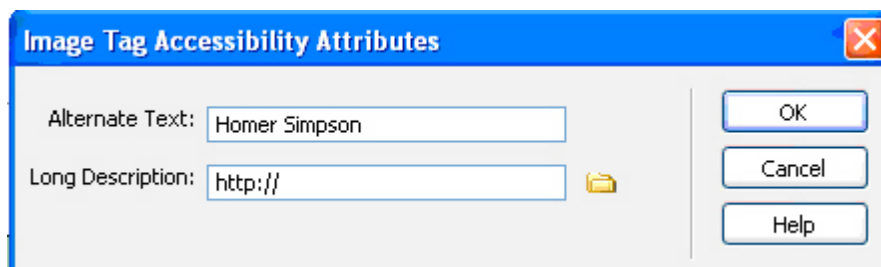 Image Tag Accessibility Attributes
Alternate Text: Homer Simpson
OK
Long Description: http://
Cancel
Help